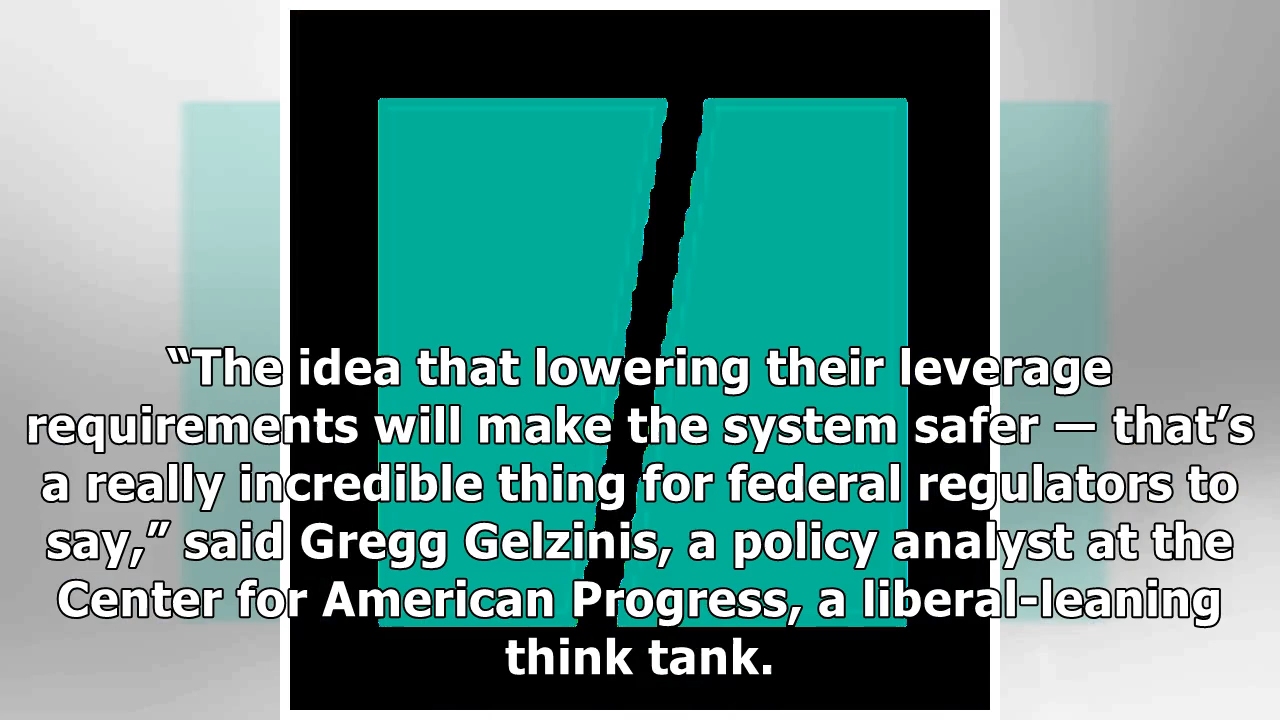 “The idea that lowering their leverage
requirements will make the system safer — that’s
a really incredible thing for federal regulators to
say,” said Gregg Gelzinis, a policy analyst at the
Center for American Progress, a liberal-leaning
think tank.